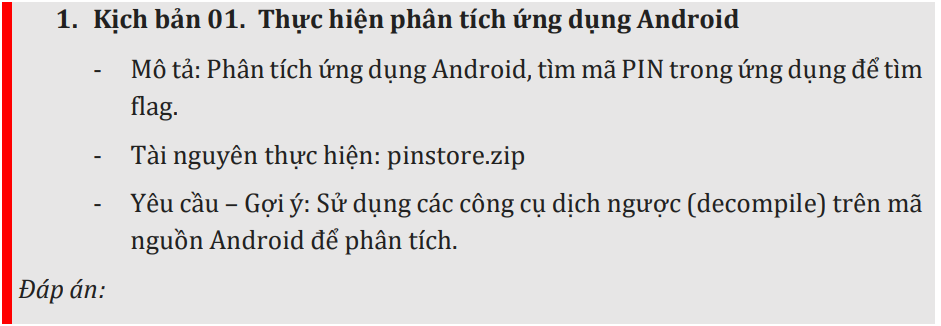 1. Kịch bản 01. Thực hiện phân tích ứng dụng Android
- Mô tả: Phân tích ứng dụng Android, tìm mã PIN trong ứng dụng để tìm
flag.
- Tài nguyên thực hiện: pinstore.zip
- Yêu cầu – Gợi ý: Sử dụng các công cụ dịch ngược (decompile) trên mã
nguồn Android để phân tích.
Đáp án: